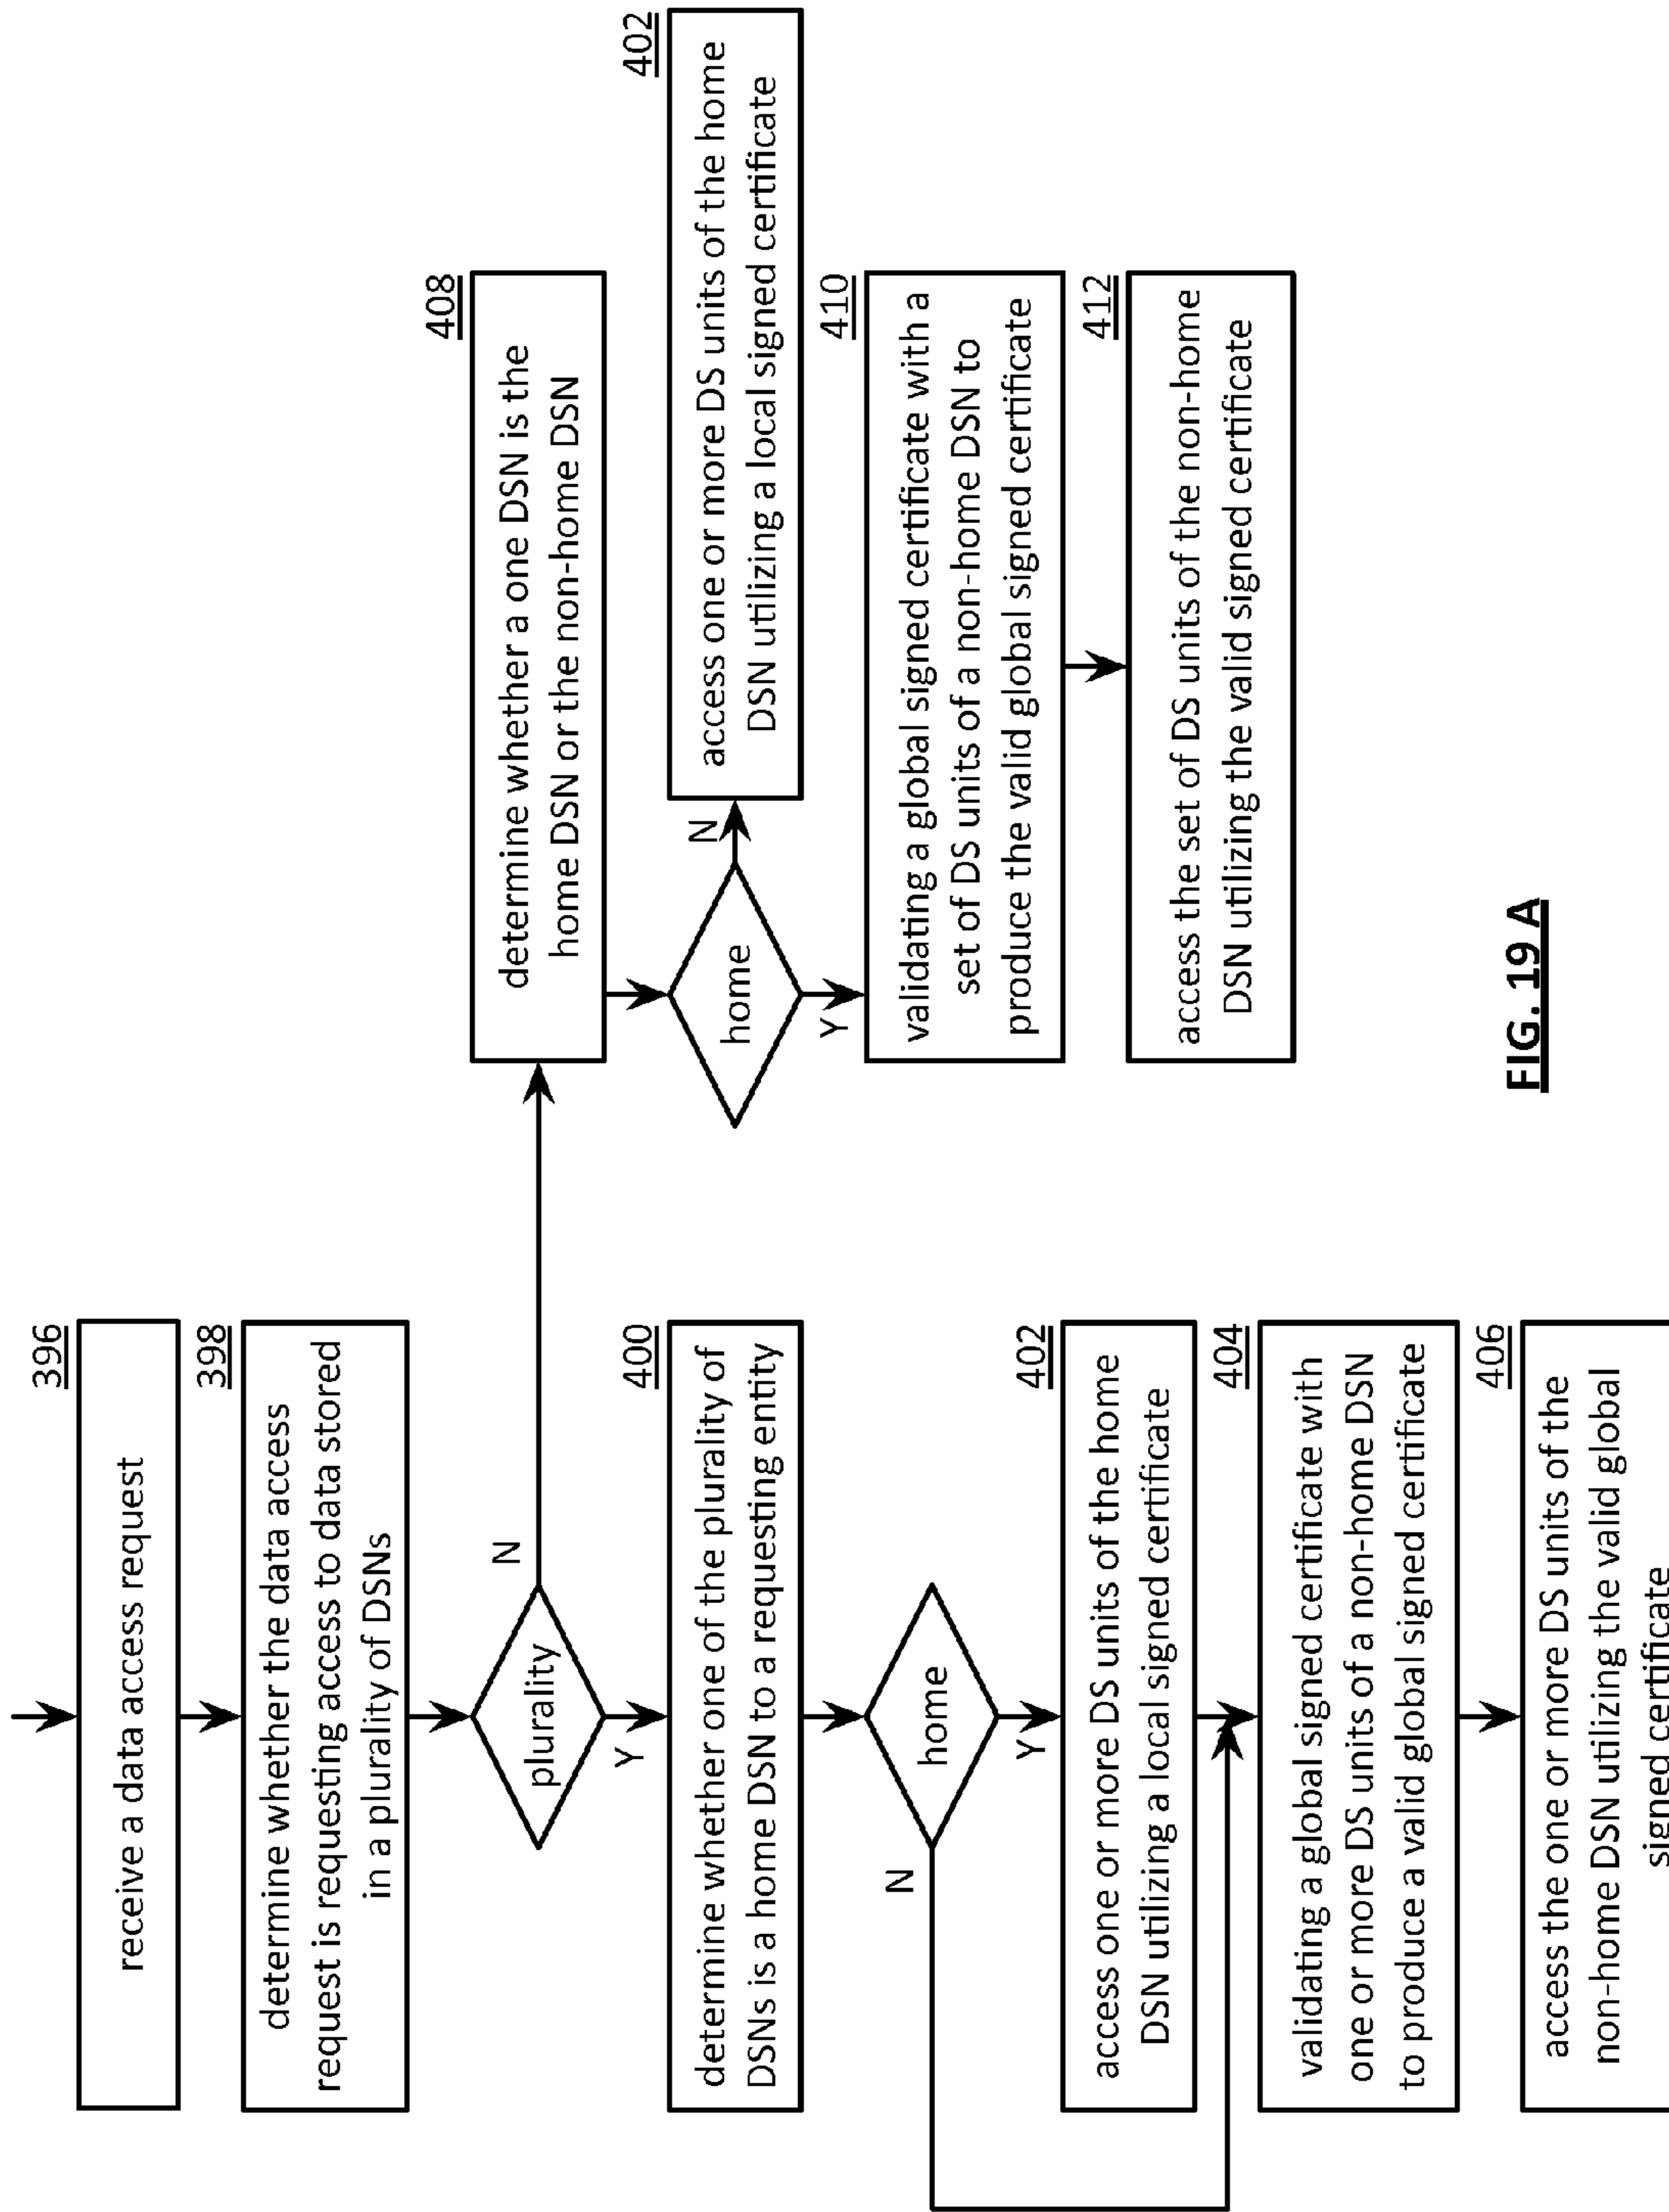 396
receive a data access request
398
determine whether the data access
request is requesting access to data stored
in a plurality of DSNs
plurality
N
Y
400
determine whether one of the plurality of
DSNs is a home DSN to a requesting entity
home
N
Y
402
access one or more DS units of the home
DSN utilizing a local signed certificate
404
validating a global signed certificate with
one or more DS units of a non-home DSN
to produce a valid global signed certificate
406
access the one or more DS units of the
non-home DSN utilizing the valid global
signed certificate
408
determine whether a one DSN is the
home DSN or the non-home DSN
home
N
Y
402
access one or more DS units of the home
DSN utilizing a local signed certificate
410
validating a global signed certificate with a
set of DS units of a non-home DSN to
produce the valid global signed certificate
412
access the set of DS units of the non-home
DSN utilizing the valid signed certificate
FIG. 19 A